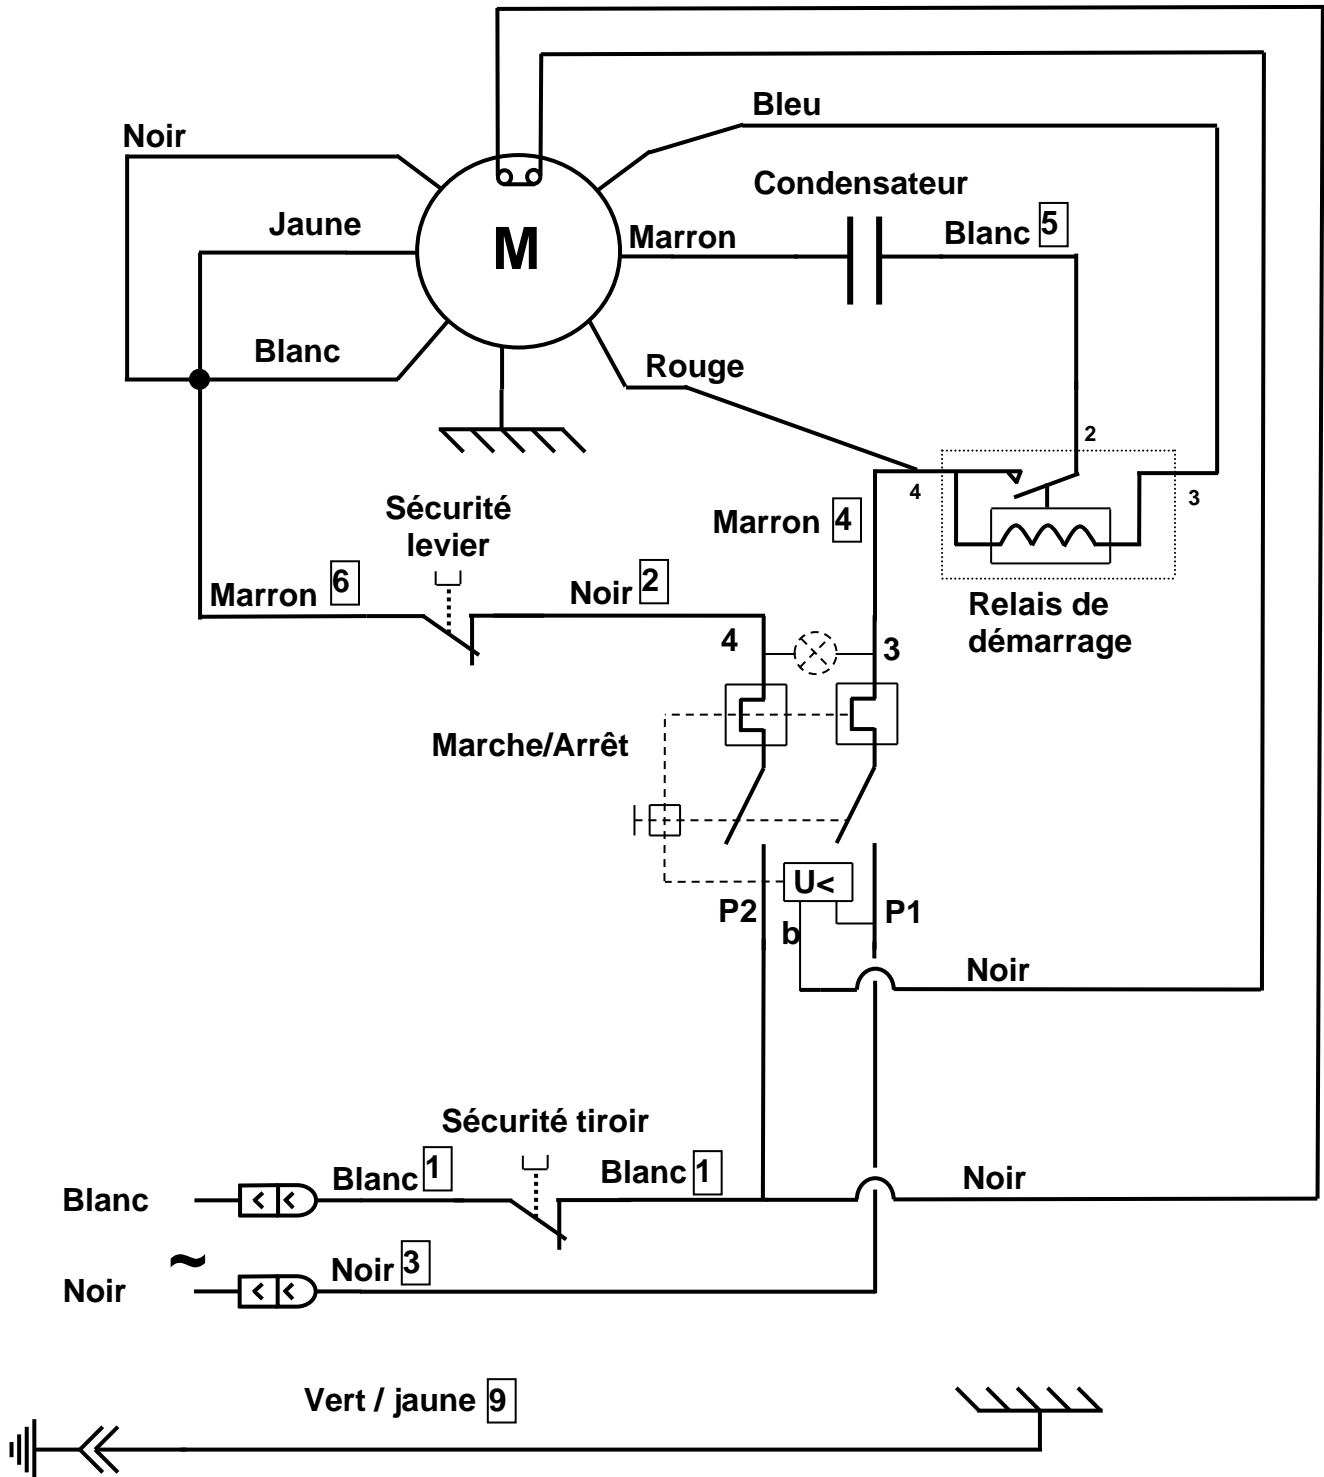 Bleu
Noir
Condensateur
Jaune
M
Marron
Blanc 5
Blanc
Rouge
2
4
3
Sécurité
levier
Marron 4
Marron 6
Noir 2
Relais de
démarrage
4
3
Marche/Arrêt
U<
P2
b
P1
Noir
Sécurité tiroir
Blanc
Blanc 1
Blanc 1
Noir
~
Noir
Noir 3
Vert / jaune 9